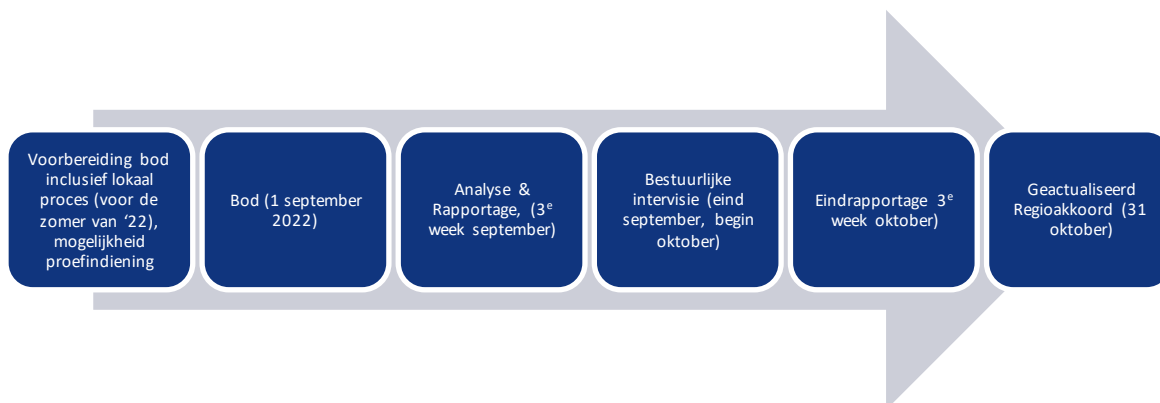 Voorbereiding bod
inclusief lokaal
proces (voor de
zomer van ‘22),
mogelijkheid
proefindiening
Bod (1 september
2022)
Analyse &
Rapportage, (3e
week september)
Bestuurlijke
intervisie (eind
september, begin
oktober)
Eindrapportage 3e
week oktober)
Geactualiseerd
Regioakkoord (31
oktober)